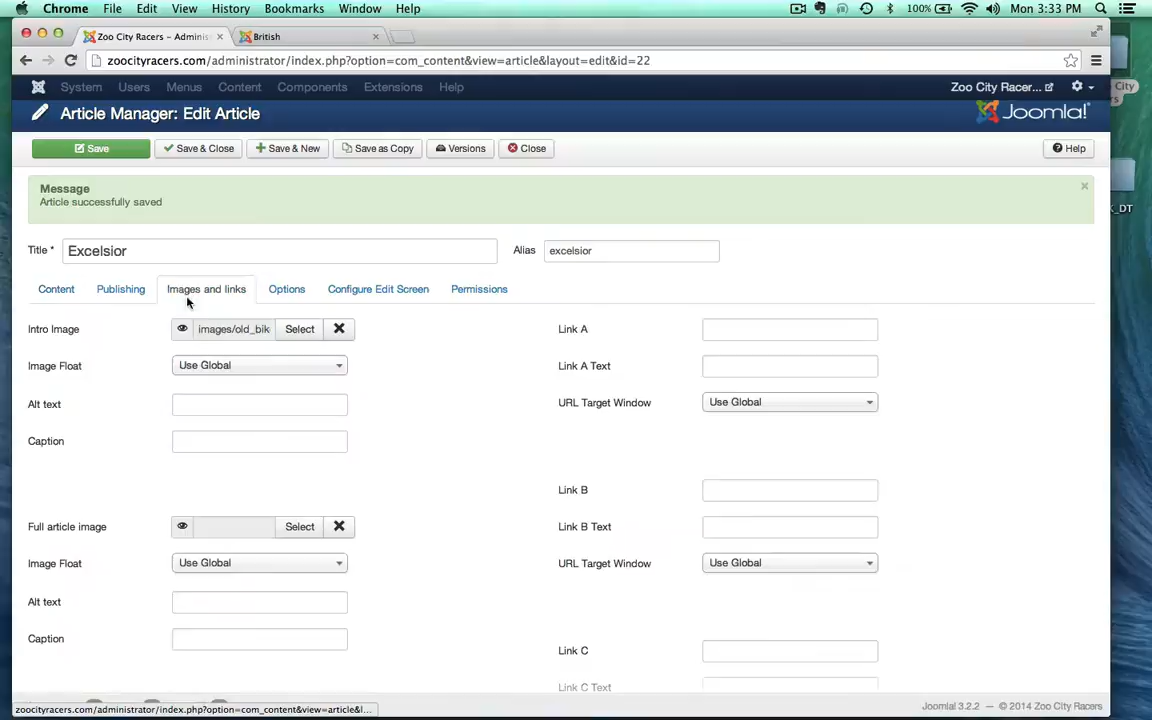 Chrome File Edit View History Bookmarks Window Help 100% Mon 3:33 PM
Zoo City Racers – Adminis × British ×
zoocityracers.com/administrator/index.php?option=com_content&view=article&layout=edit&id=22
System Users Menus Content Components Extensions Help Zoo City Racer...
Article Manager: Edit Article Joomla!
Save Save & Close Save & New Save as Copy Versions Close Help
Message ×
Article successfully saved
Title * Excelsior Alias excelsior
Content Publishing Images and links Options Configure Edit Screen Permissions
Intro Image images/old_bik Select Link A
Image Float Use Global Link A Text
Alt text URL Target Window Use Global
Caption
Link B
Full article image Select Link B Text
Image Float Use Global URL Target Window Use Global
Alt text
Caption
Link C
Link C Text
zoocityracers.com/administrator/index.php?option=com_content&view=article&l...
Joomla! 3.2.2 — © 2014 Zoo City Racers